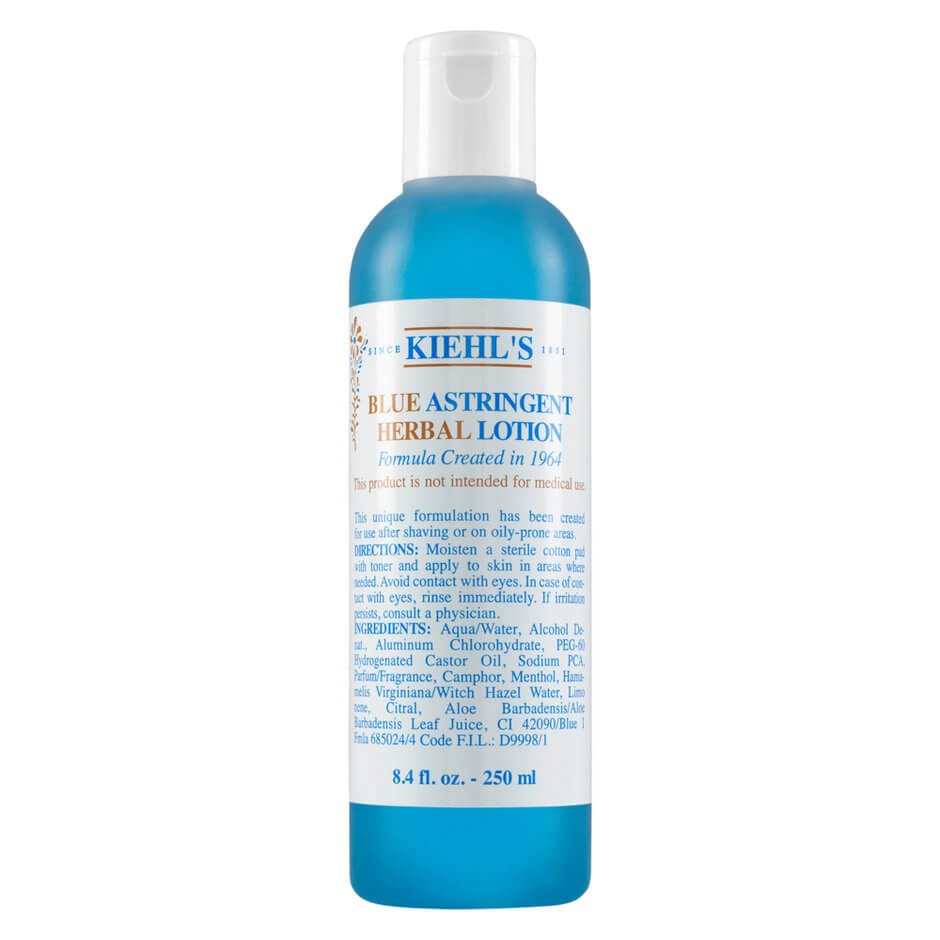 SINCE KIEHL'S 1851
BLUE ASTRINGENT
HERBAL LOTION
Formula Created in 1964
This product is not intended for medical use.
This unique formulation has been created
for use after shaving or on oily-prone areas.
DIRECTIONS: Moisten a sterile cotton pad
with toner and apply to skin in areas where
needed. Avoid contact with eyes. In case of con-
tact with eyes, rinse immediately. If irritation
persists, consult a physician.
INGREDIENTS: Aqua/Water, Alcohol De-
nat., Aluminum Chlorohydrate, PEG-60
Hydrogenated Castor Oil, Sodium PCA,
Parfum/Fragrance, Camphor, Menthol, Hama-
melis Virginiana/Witch Hazel Water, Limo
nene, Citral, Aloe Barbadensis/Aloe
Barbadensis Leaf Juice, CI 42090/Blue 1
Fmla 685024/4 Code F.I.L.: D9998/1
8.4 fl. oz. - 250 ml